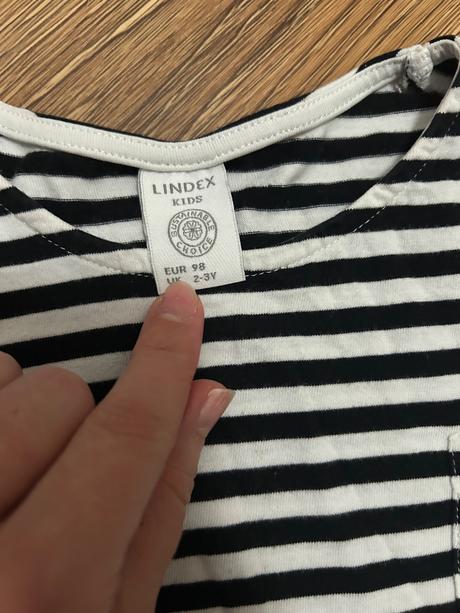 LINDEX
KIDS
SUSTAINABLE
CHOICE
EUR 98
UK 2-3Y